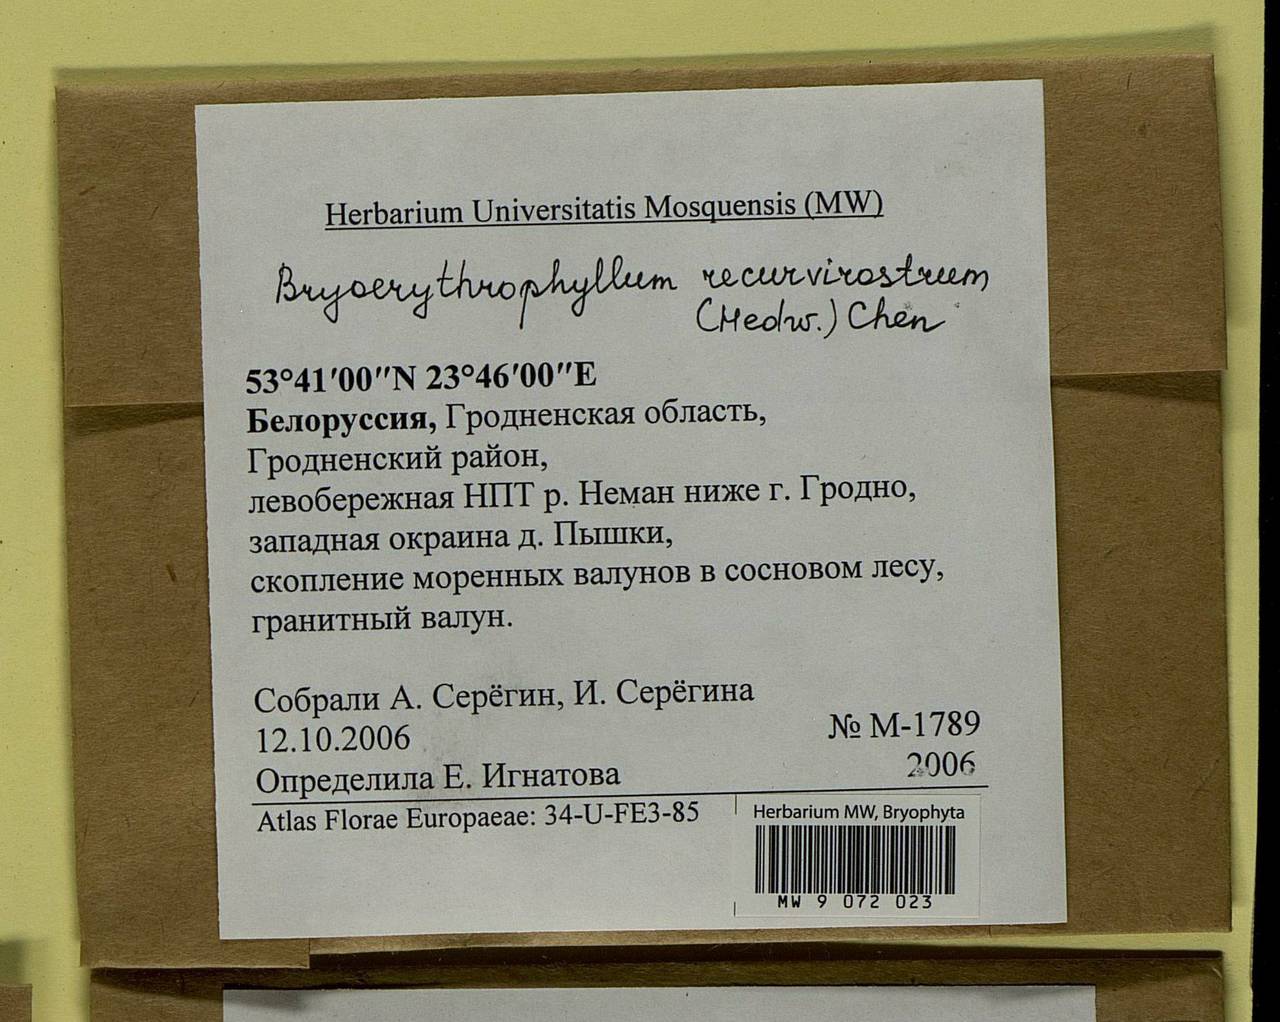 Herbarium Universitatis Mosquensis (MW)
Bryoerythrophyllum recurvirostrum
(Hedw.) Chen
53°41′00″N 23°46′00″E
Белоруссия, Гродненская область,
Гродненский район,
левобережная НПТ р. Неман ниже г. Гродно,
западная окраина д. Пышки,
скопление моренных валунов в сосновом лесу,
гранитный валун.
Собрали А. Серёгин, И. Серёгина
12.10.2006
№ М-1789
Определила Е. Игнатова
2006
Atlas Florae Europaeae: 34-U-FE3-85
Herbarium MW, Bryophyta
MW 9 072 023